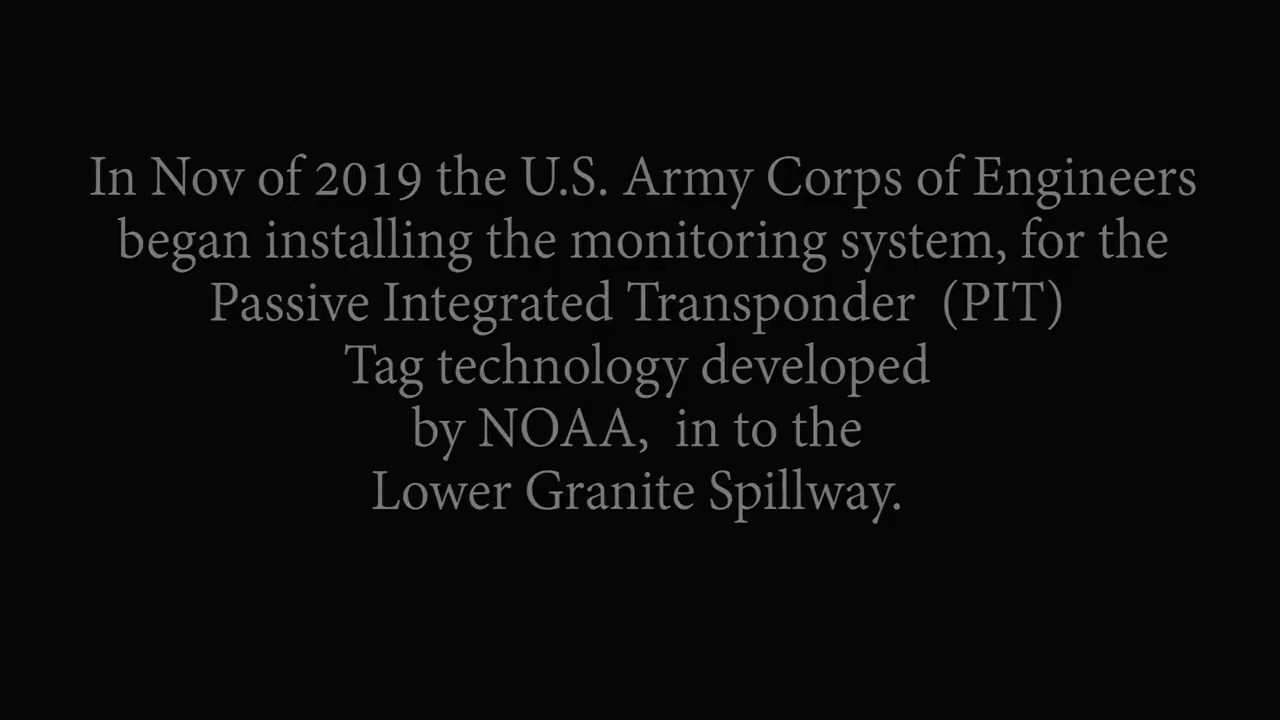 In Nov of 2019 the U.S. Army Corps of Engineers
began installing the monitoring system, for the
Passive Integrated Transponder  (PIT)
Tag technology developed
by NOAA,  in to the
Lower Granite Spillway.